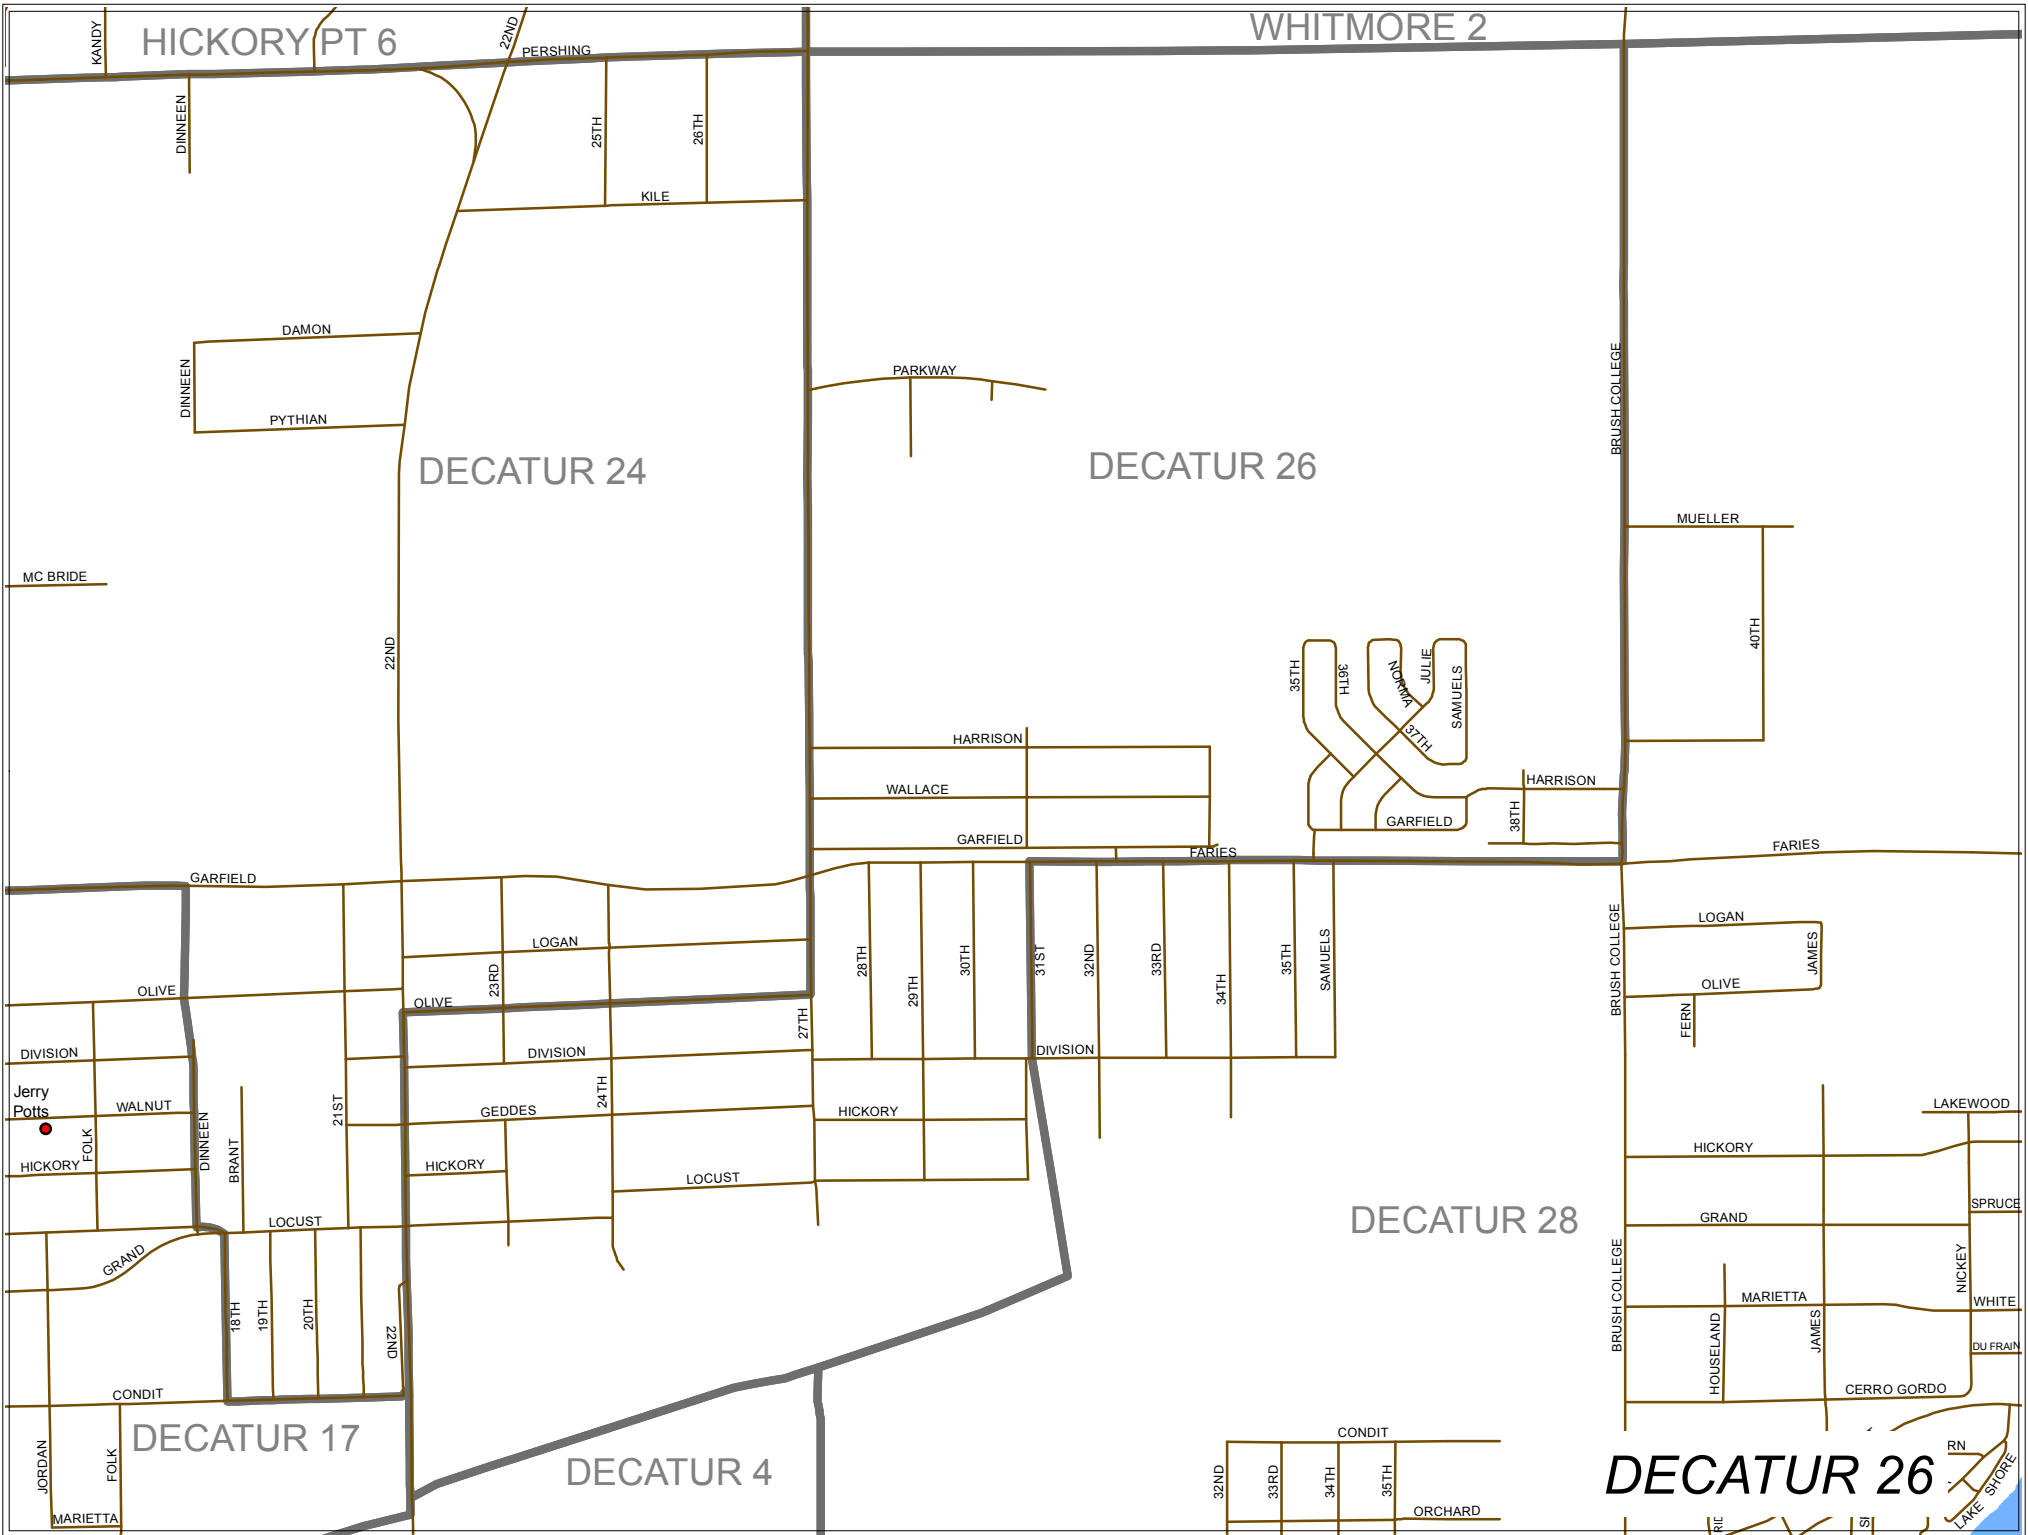 HICKORY PT 6
WHITMORE 2
KANDY
22ND
PERSHING
DINNEEN
25TH
26TH
KILE
DAMON
DINNEEN
PYTHIAN
PARKWAY
BRUSH COLLEGE
DECATUR 24
DECATUR 26
MUELLER
MC BRIDE
22ND
40TH
35TH
36TH
NORMA
JULIE
SAMUELS
37TH
HARRISON
WALLACE
GARFIELD
HARRISON
38TH
GARFIELD
FARIES
FARIES
GARFIELD
LOGAN
23RD
28TH
29TH
30TH
31ST
32ND
33RD
34TH
35TH
SAMUELS
BRUSH COLLEGE
LOGAN
JAMES
OLIVE
FERN
OLIVE
OLIVE
27TH
DIVISION
DIVISION
DIVISION
Jerry
Potts
WALNUT
FOLK
DINNEEN
BRANT
21ST
24TH
GEDDES
HICKORY
LAKEWOOD
HICKORY
HICKORY
HICKORY
LOCUST
LOCUST
SPRUCE
GRAND
GRAND
DECATUR 28
BRUSH COLLEGE
NICKEY
18TH
19TH
20TH
22ND
MARIETTA
WHITE
HOUSELAND
JAMES
DU FRAIN
CONDIT
CERRO GORDO
DECATUR 17
JORDAN
FOLK
MARIETTA
DECATUR 4
CONDIT
32ND
33RD
34TH
35TH
ORCHARD
DECATUR 26
RN
LAKE SHORE